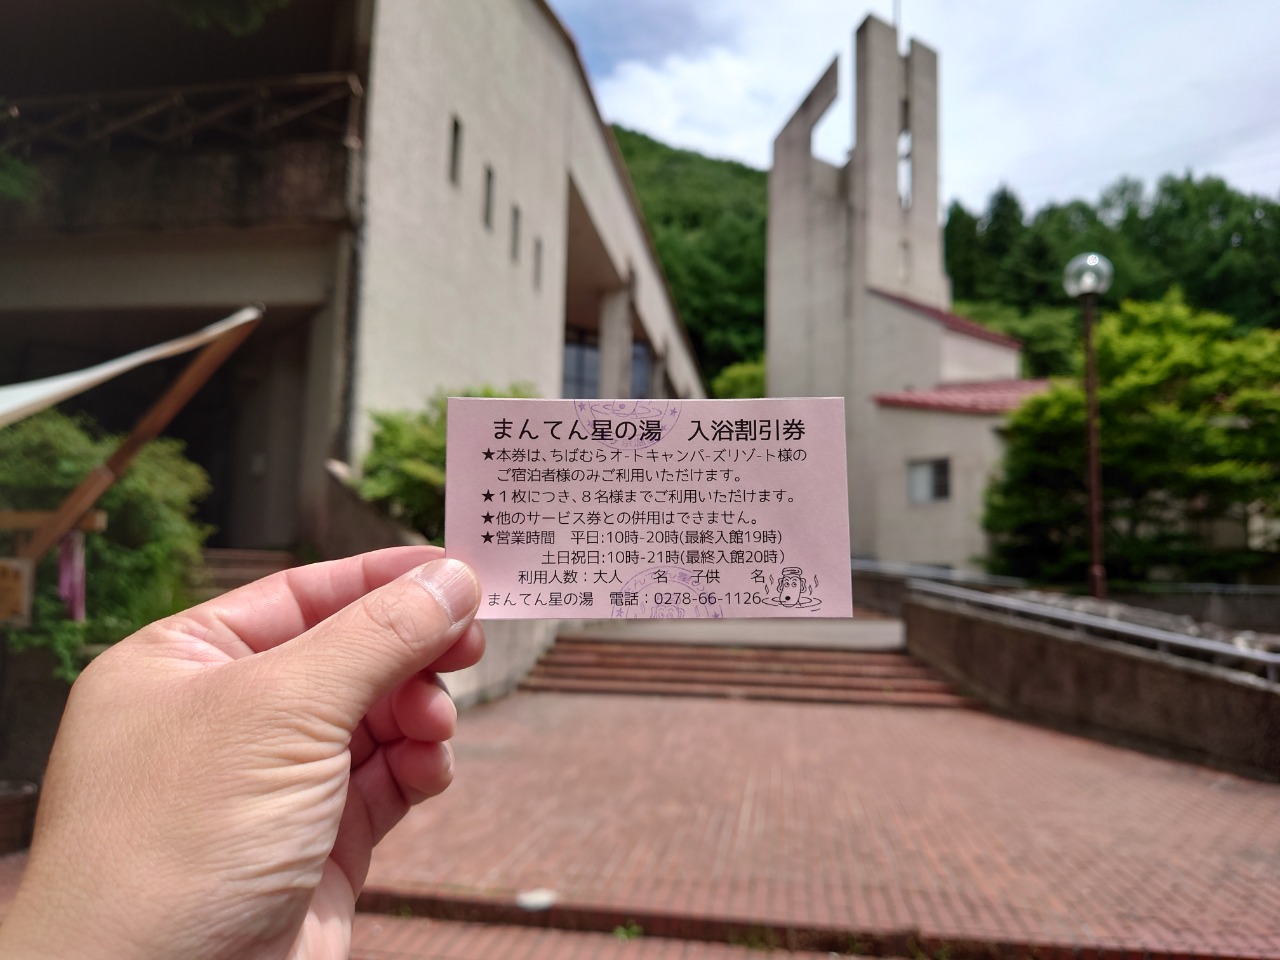 まんてん星の湯　入浴割引券
★本券は、ちばむらオートキャンパーズリゾート様の
ご宿泊者様のみご利用いただけます。
★１枚につき、８名様までご利用いただけます。
★他のサービス券との併用はできません。
★営業時間　平日:10時-20時(最終入館19時)
土日祝日:10時-21時(最終入館20時)
利用人数：大人　　名　　子供　　名
まんてん星の湯　電話：0278-66-1126